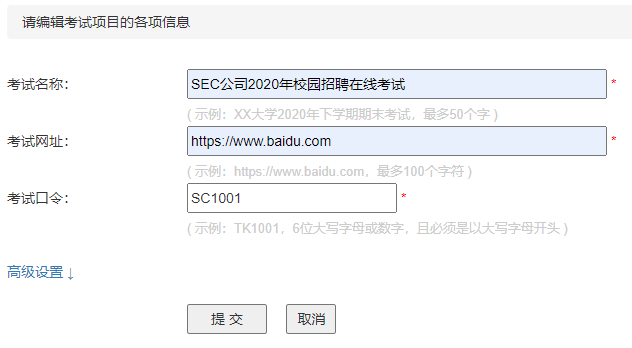 请编辑考试项目的各项信息
考试名称： SEC公司2020年校园招聘在线考试 *
( 示例：XX大学2020年下学期期末考试，最多50个字 )
考试网址： https://www.baidu.com *
( 示例：https://www.baidu.com，最多100个字符 )
考试口令： SC1001 *
( 示例：TK1001，6位大写字母或数字，且必须是以大写字母开头 )
高级设置 ↓
提 交 取消